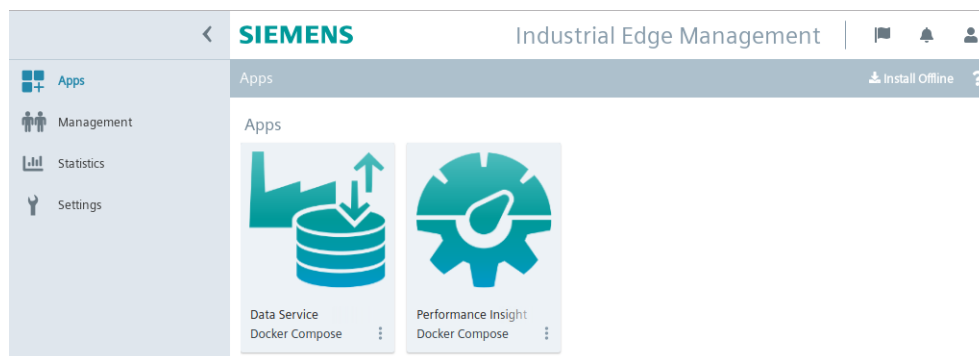 SIEMENS
Industrial Edge Management
Apps
Apps
Install Offline
?
Management
Statistics
Settings
Apps
Data Service
Docker Compose
Performance Insight
Docker Compose